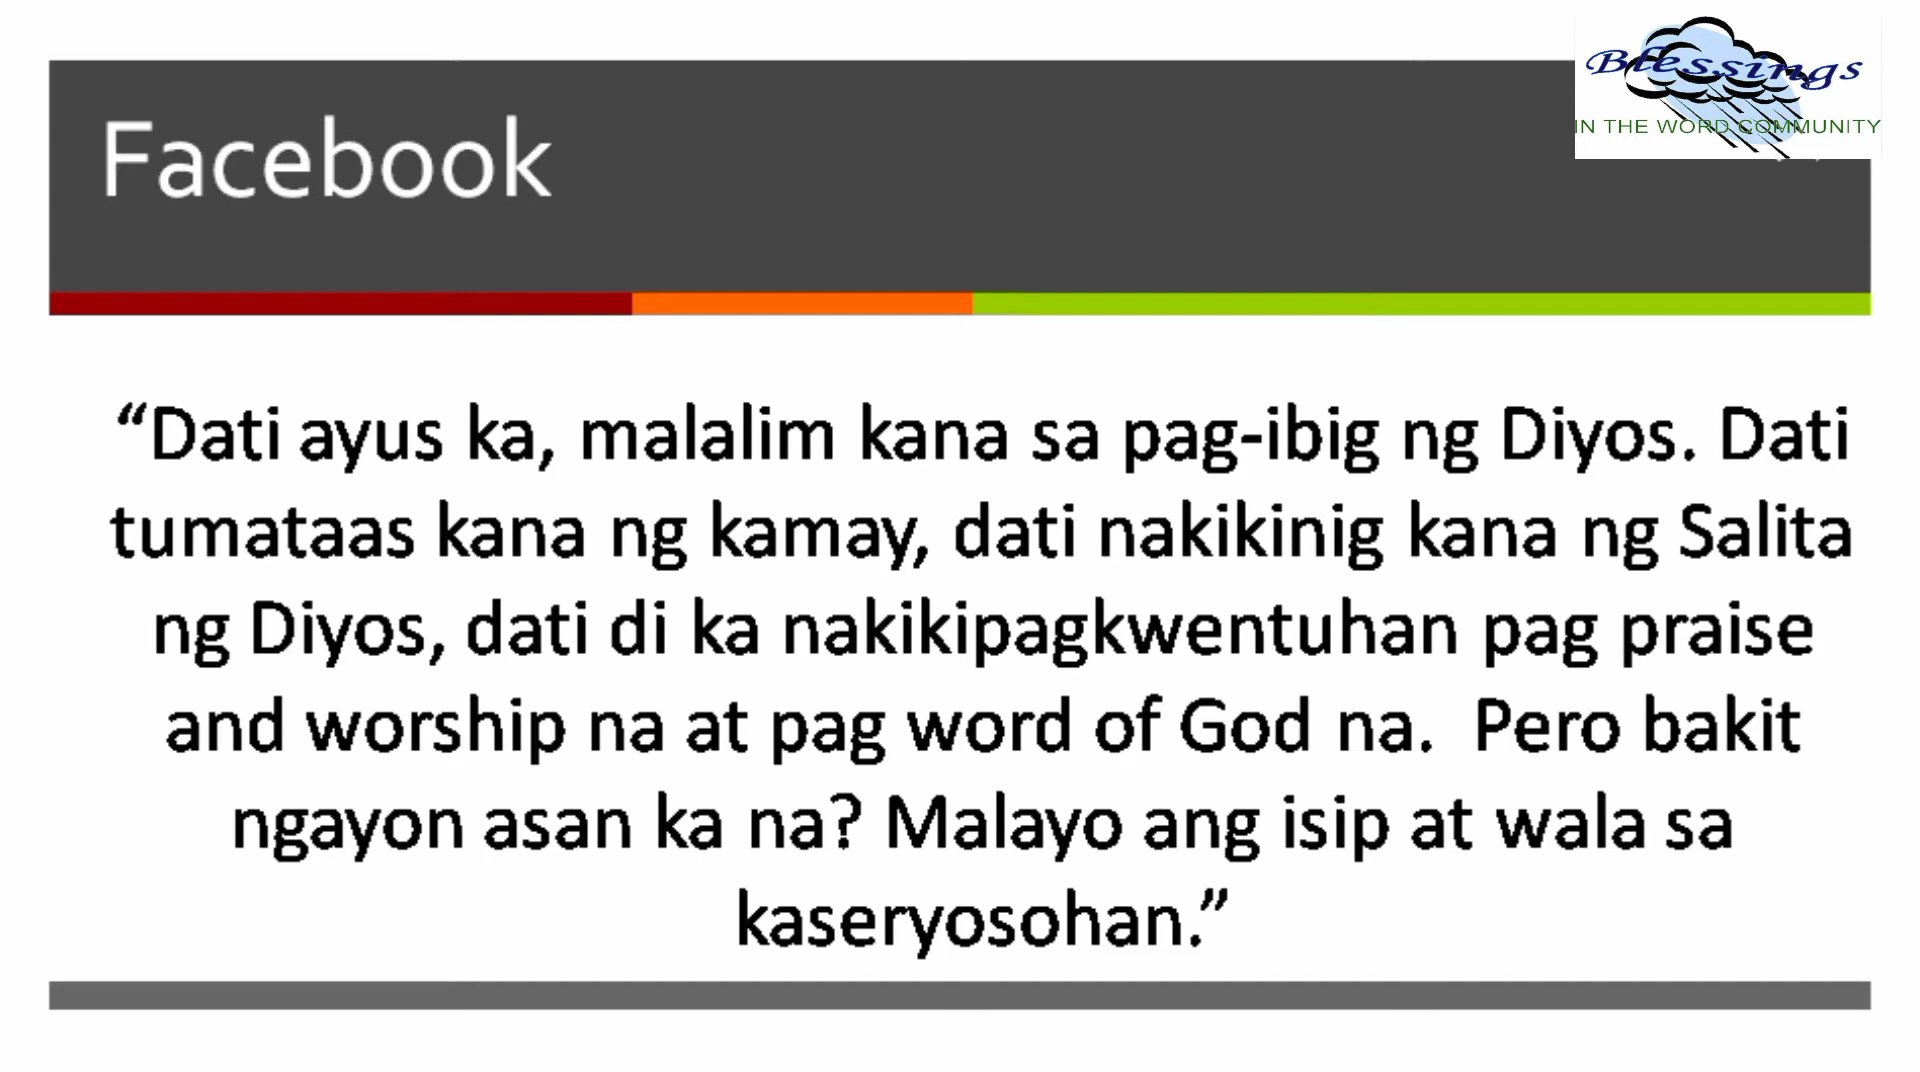 Blessings
IN THE WORD COMMUNITY
Facebook
“Dati ayus ka, malalim kana sa pag-ibig ng Diyos. Dati
tumataas kana ng kamay, dati nakikinig kana ng Salita
ng Diyos, dati di ka nakikipagkwentuhan pag praise
and worship na at pag word of God na.  Pero bakit
ngayon asan ka na? Malayo ang isip at wala sa
kaseryosohan.”